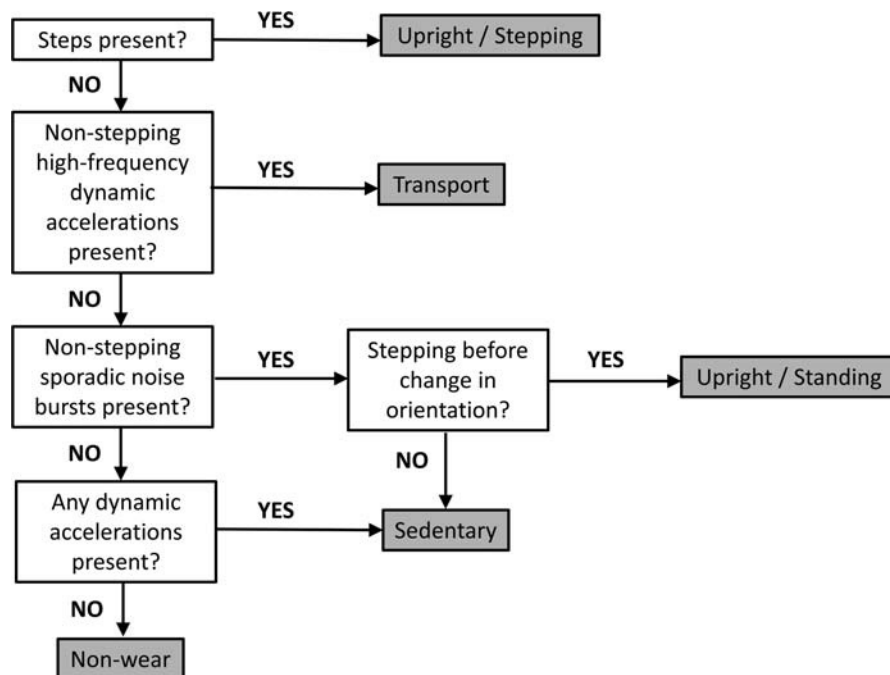 Steps present?
YES
Upright / Stepping
NO
Non-stepping
high-frequency
dynamic
accelerations
present?
YES
Transport
NO
Non-stepping
sporadic noise
bursts present?
YES
Stepping before
change in
orientation?
YES
Upright / Standing
NO
NO
Any dynamic
accelerations
present?
YES
Sedentary
NO
Non-wear